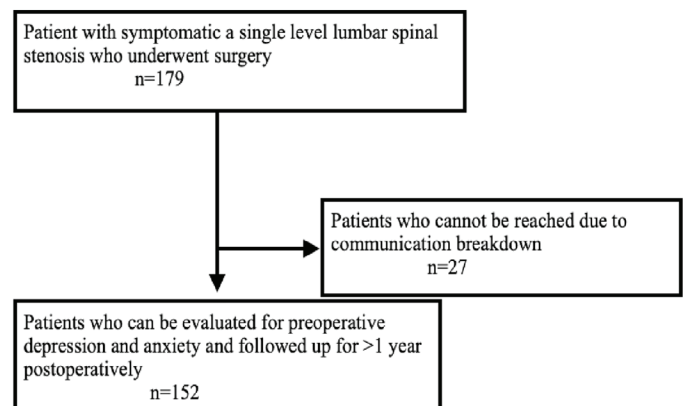 Patient with symptomatic a single level lumbar spinal
stenosis who underwent surgery
n=179
Patients who cannot be reached due to
communication breakdown
n=27
Patients who can be evaluated for preoperative
depression and anxiety and followed up for >1 year
postoperatively
n=152